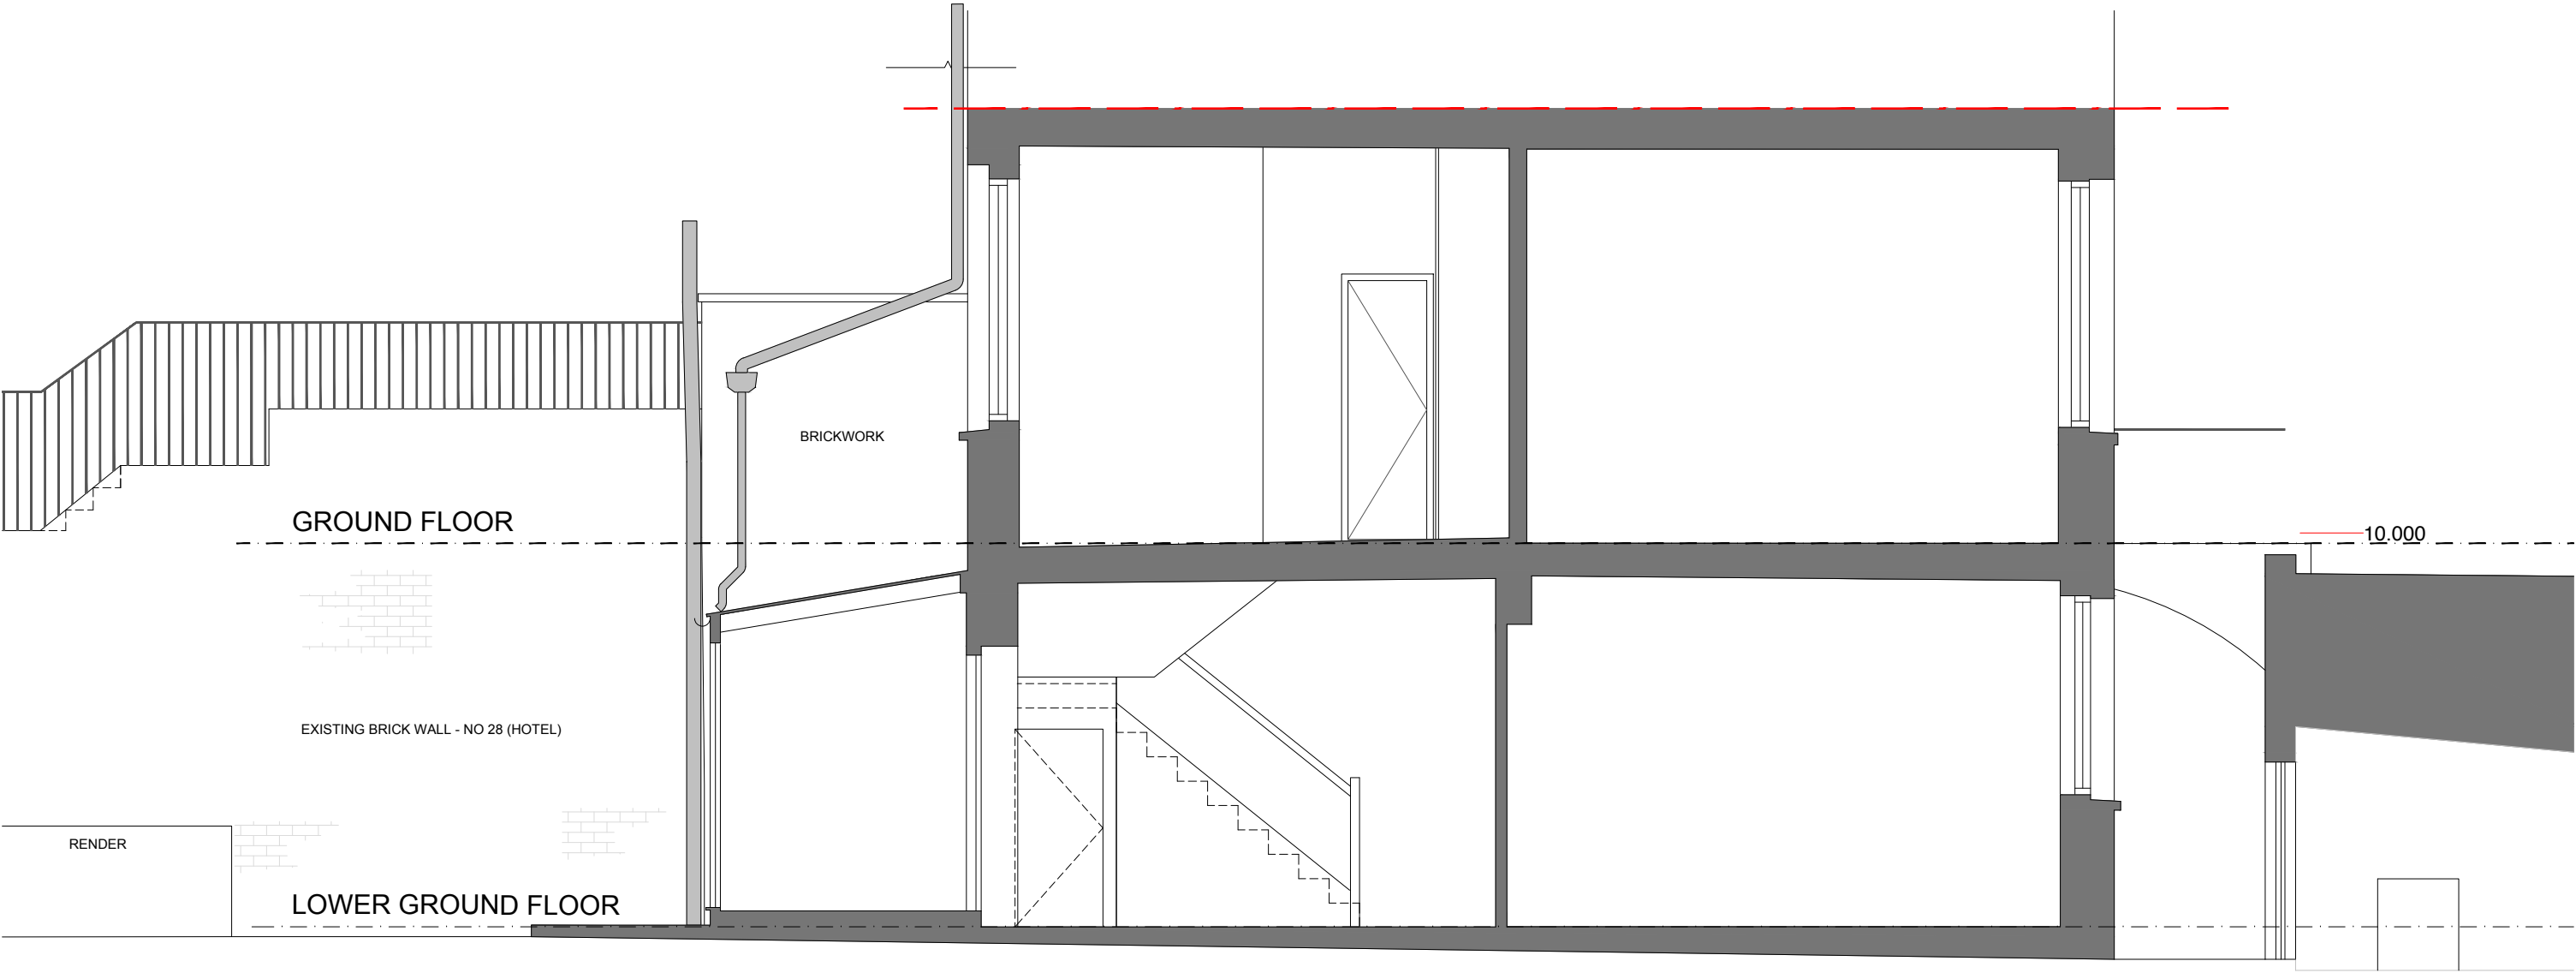 BRICKWORK
GROUND FLOOR
10.000
EXISTING BRICK WALL - NO 28 (HOTEL)
RENDER
LOWER GROUND FLOOR